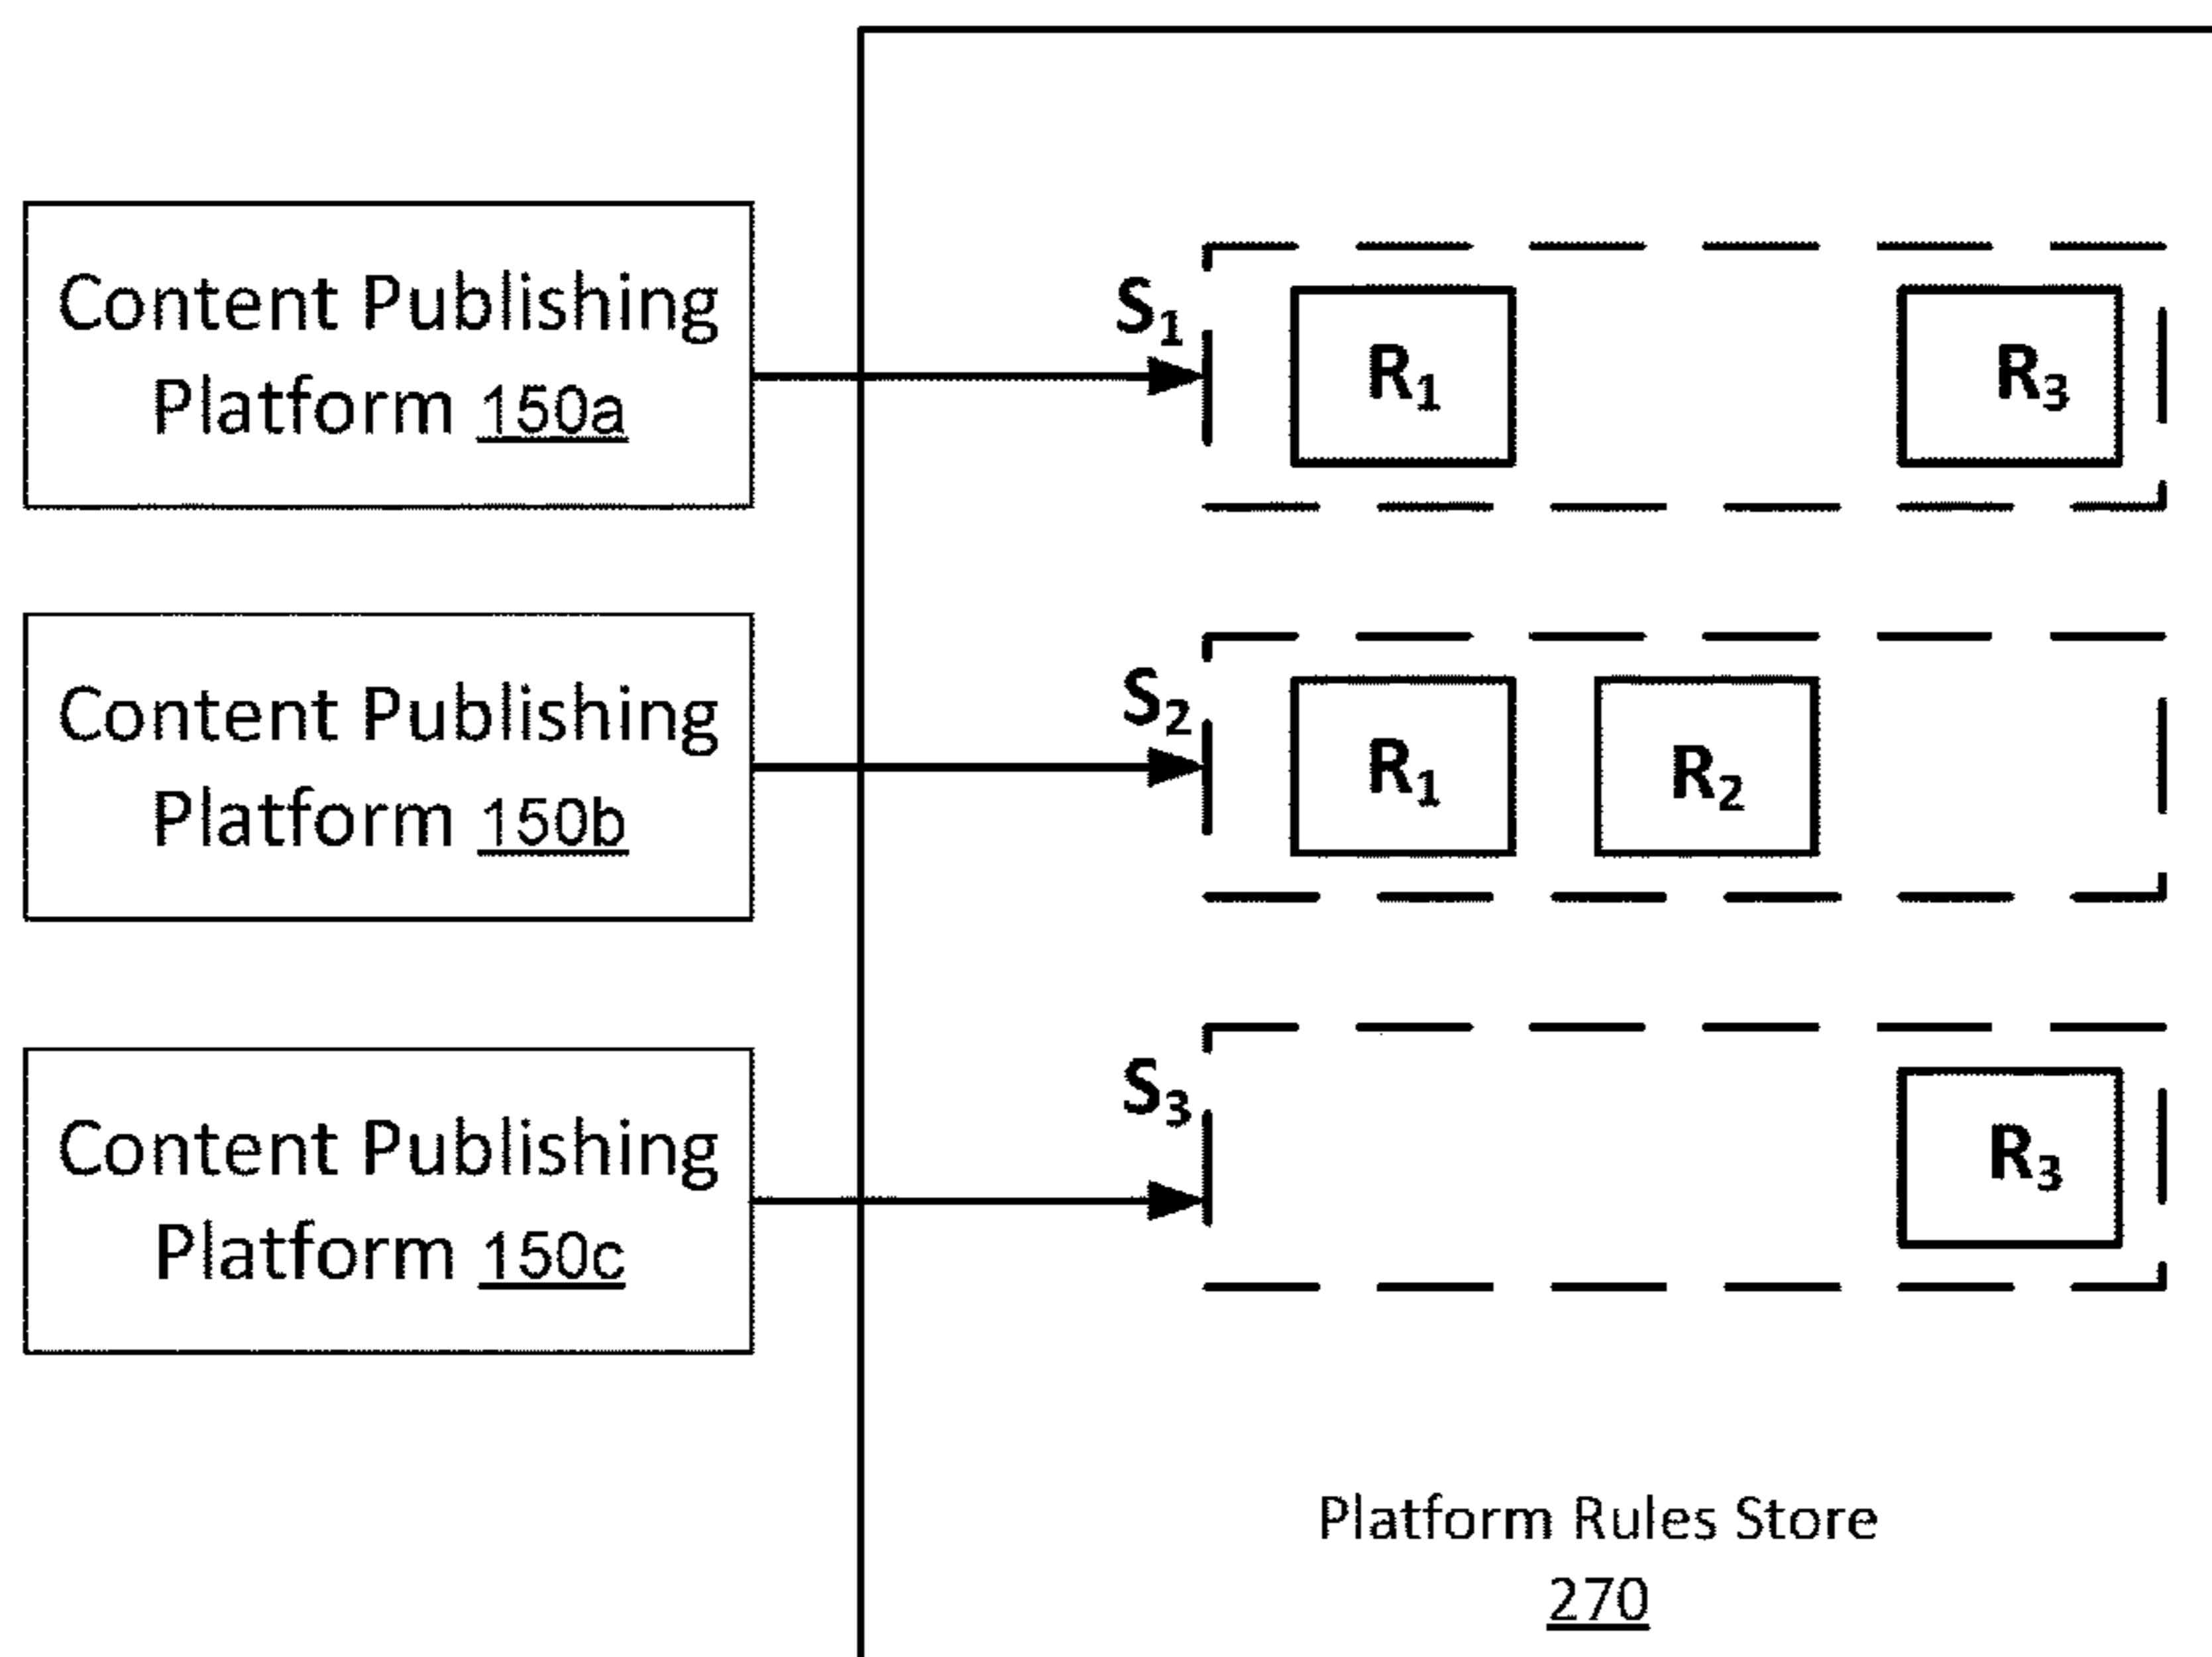 Content Publishing
Platform 150a
S₁
R₁
R₃
Content Publishing
Platform 150b
S₂
R₁
R₂
Content Publishing
Platform 150c
S₃
R₃
Platform Rules Store
270